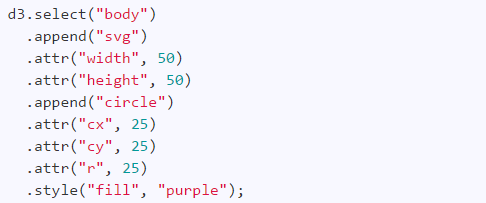 d3.select("body")
  .append("svg")
  .attr("width", 50)
  .attr("height", 50)
  .append("circle")
  .attr("cx", 25)
  .attr("cy", 25)
  .attr("r", 25)
  .style("fill", "purple");